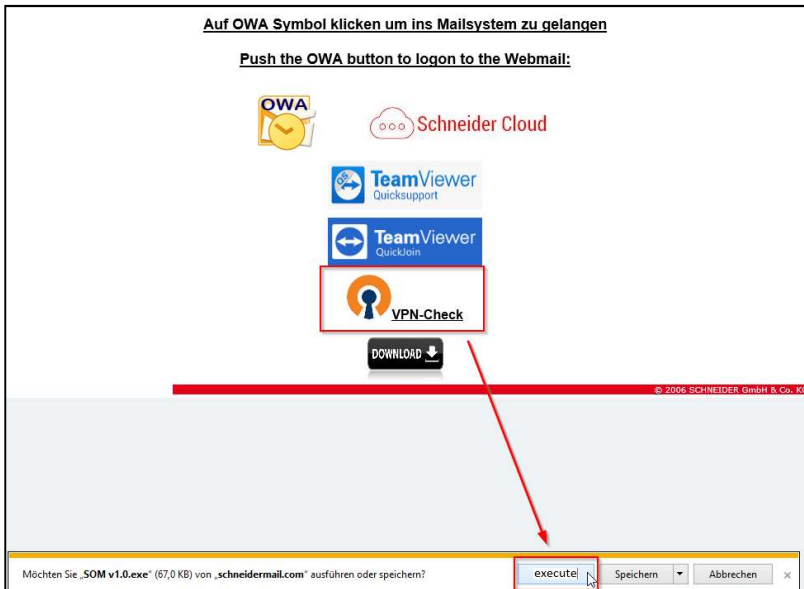 Auf OWA Symbol klicken um ins Mailsystem zu gelangen
Push the OWA button to logon to the Webmail:
OWA
Schneider Cloud
TeamViewer
Quicksupport
TeamViewer
QuickJoin
VPN-Check
DOWNLOAD
© 2006 SCHNEIDER GmbH & Co. KG
Möchten Sie „SOM v1.0.exe“ (67,0 KB) von „schneidermail.com“ ausführen oder speichern? execute Speichern Abbrechen